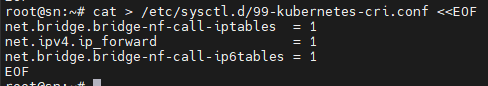 root@sn:~# cat > /etc/sysctl.d/99-kubernetes-cri.conf <<EOF
net.bridge.bridge-nf-call-iptables  = 1
net.ipv4.ip_forward                 = 1
net.bridge.bridge-nf-call-ip6tables = 1
EOF
root@sn:~#